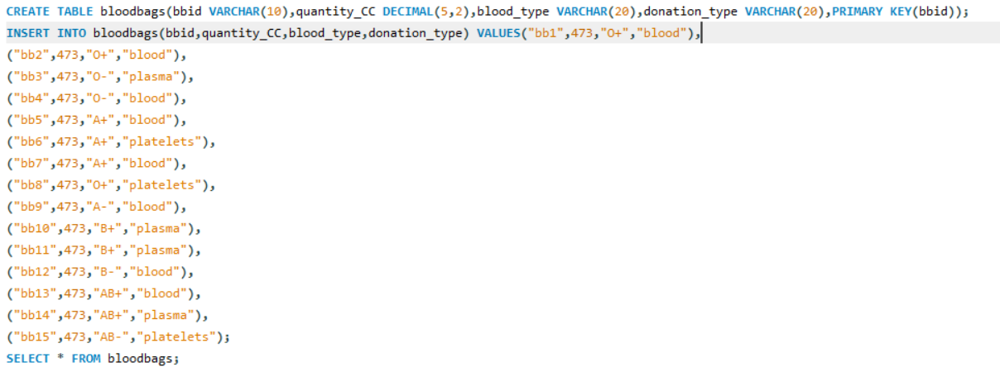 CREATE TABLE bloodbags(bbid VARCHAR(10),quantity_CC DECIMAL(5,2),blood_type VARCHAR(20),donation_type VARCHAR(20),PRIMARY KEY(bbid));
INSERT INTO bloodbags(bbid,quantity_CC,blood_type,donation_type) VALUES("bb1",473,"O+","blood"),
("bb2",473,"O+","blood"),
("bb3",473,"O-","plasma"),
("bb4",473,"O-","blood"),
("bb5",473,"A+","blood"),
("bb6",473,"A+","platelets"),
("bb7",473,"A+","blood"),
("bb8",473,"O+","platelets"),
("bb9",473,"A-","blood"),
("bb10",473,"B+","plasma"),
("bb11",473,"B+","plasma"),
("bb12",473,"B-","blood"),
("bb13",473,"AB+","blood"),
("bb14",473,"AB+","plasma"),
("bb15",473,"AB-","platelets");
SELECT * FROM bloodbags;